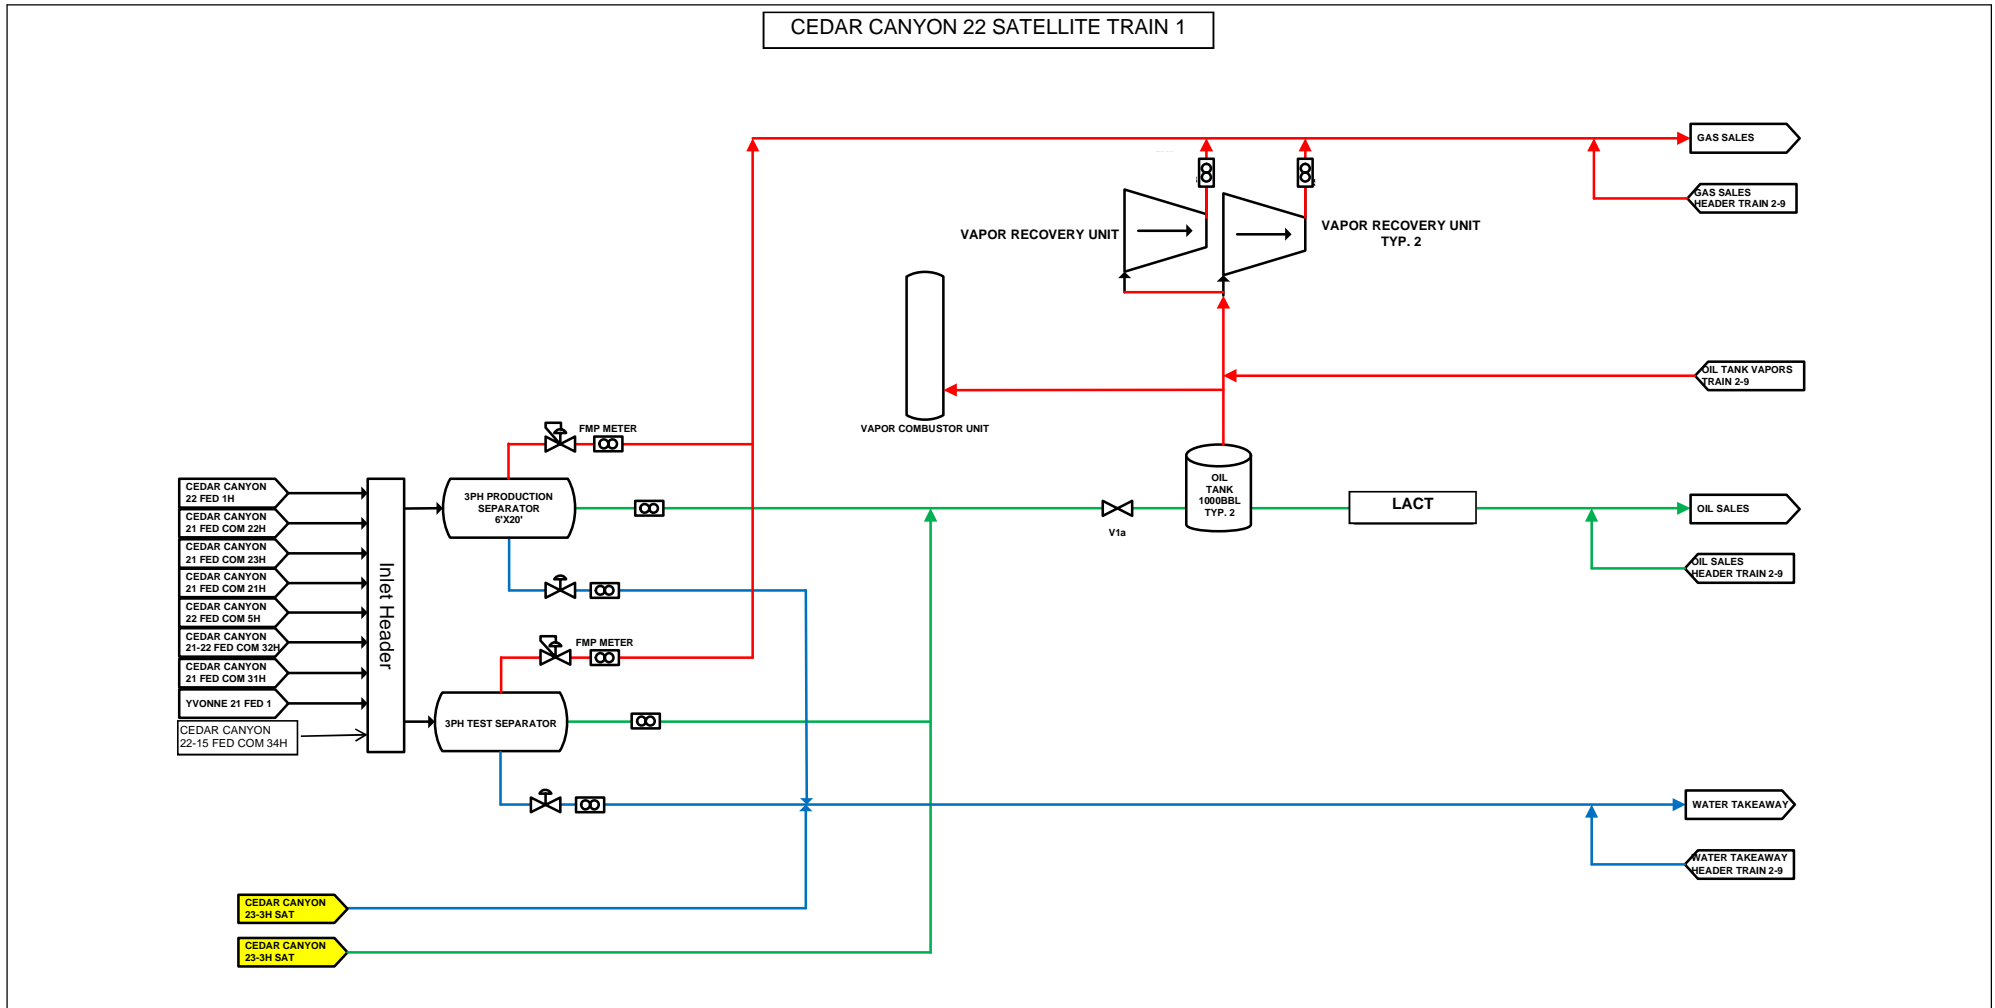 CEDAR CANYON 22 SATELLITE TRAIN 1
GAS SALES
GAS SALES
HEADER TRAIN 2-9
VAPOR RECOVERY UNIT
VAPOR RECOVERY UNIT
TYP. 2
OIL TANK VAPORS
TRAIN 2-9
VAPOR COMBUSTOR UNIT
FMP METER
CEDAR CANYON
22 FED 1H
CEDAR CANYON
21 FED COM 22H
CEDAR CANYON
21 FED COM 23H
CEDAR CANYON
21 FED COM 21H
CEDAR CANYON
22 FED COM 5H
CEDAR CANYON
21-22 FED COM 32H
CEDAR CANYON
21 FED COM 31H
YVONNE 21 FED 1
CEDAR CANYON
22-15 FED COM 34H
Inlet Header
3PH PRODUCTION
SEPARATOR
6'X20'
OIL
TANK
1000BBL
TYP. 2
V1a
LACT
OIL SALES
OIL SALES
HEADER TRAIN 2-9
FMP METER
3PH TEST SEPARATOR
WATER TAKEAWAY
WATER TAKEAWAY
HEADER TRAIN 2-9
CEDAR CANYON
23-3H SAT
CEDAR CANYON
23-3H SAT